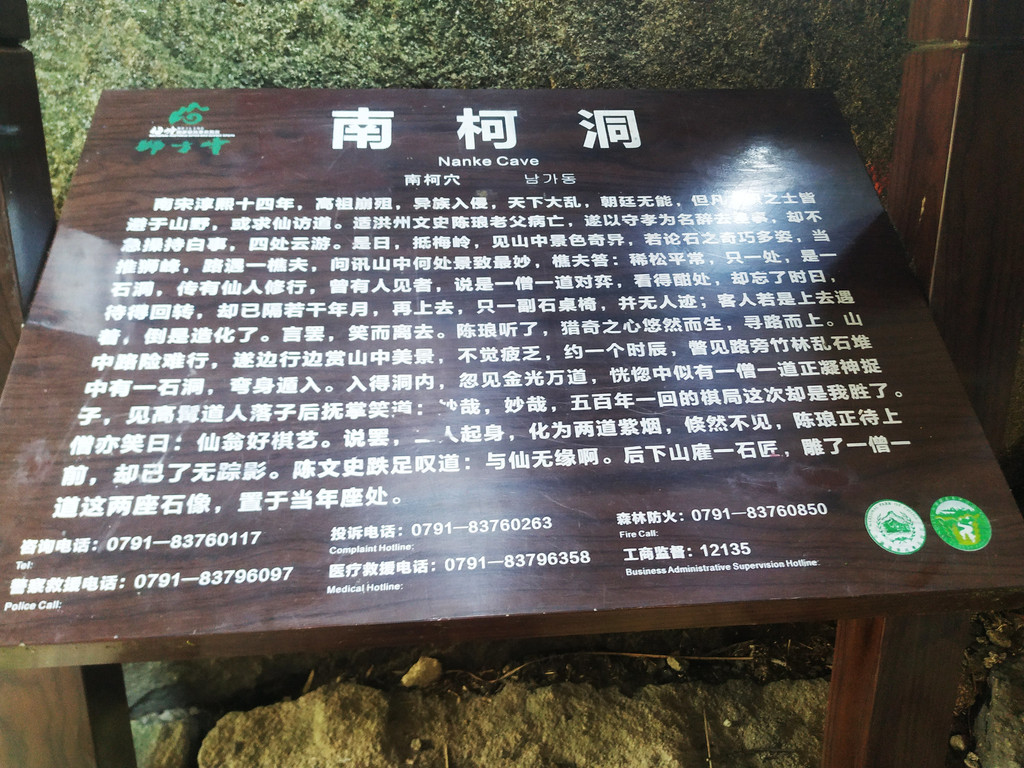 梅岭
狮子峰
南柯洞
Nanke Cave
南柯穴 남가동
南宋淳熙十四年，高祖崩殂，异族入侵，天下大乱，朝廷无能，但凡之士皆
遁于山野，或求仙访道。适洪州文史陈琅老父病亡，遂以守孝为名辞去事，却不
急操持白事，四处云游。是日，抵梅岭，见山中景色奇异，若论石之奇巧多姿，当
推狮峰，路遇一樵夫，问讯山中何处景致最妙，樵夫答：稀松平常，只一处，是一
石洞，传有仙人修行，曾有人见者，说是一僧一道对弈，看得酣处，却忘了时日，
待得回转，却已隔若干年月，再上去，只一副石桌椅，并无人迹；客人若是上去遇
着，倒是造化了。言罢，笑而离去。陈琅听了，猎奇之心悠然而生，寻路而上。山
中路险难行，遂边行边赏山中美景，不觉疲乏，约一个时辰，瞥见路旁竹林乱石堆
中有一石洞，弯身遁入。入得洞内，忽见金光万道，恍惚中似有一僧一道正凝神捉
子，见高髯道人落子后抚掌笑道：妙哉，妙哉，五百年一回的棋局这次却是我胜了。
僧亦笑曰：仙翁好棋艺。说罢，二人起身，化为两道紫烟，倏然不见，陈琅正待上
前，却已了无踪影。陈文史跌足叹道：与仙无缘啊。后下山雇一石匠，雕了一僧一
道这两座石像，置于当年座处。
咨询电话：0791—83760117
Tel:
投诉电话：0791—83760263
Complaint Hotline:
森林防火：0791—83760850
Fire Call:
警察救援电话：0791—83796097
Police Call:
医疗救援电话：0791—83796358
Medical Hotline:
工商监督：12135
Business Administrative Supervision Hotline: